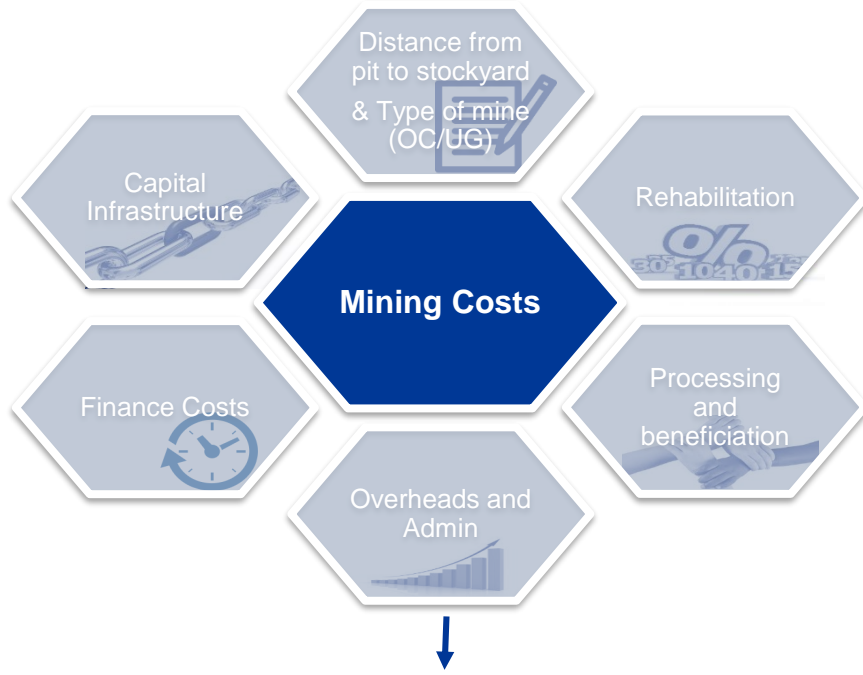 Distance from
pit to stockyard
& Type of mine
(OC/UG)
Capital
Infrastructure
Rehabilitation
Mining Costs
Finance Costs
Processing
and
beneficiation
Overheads and
Admin